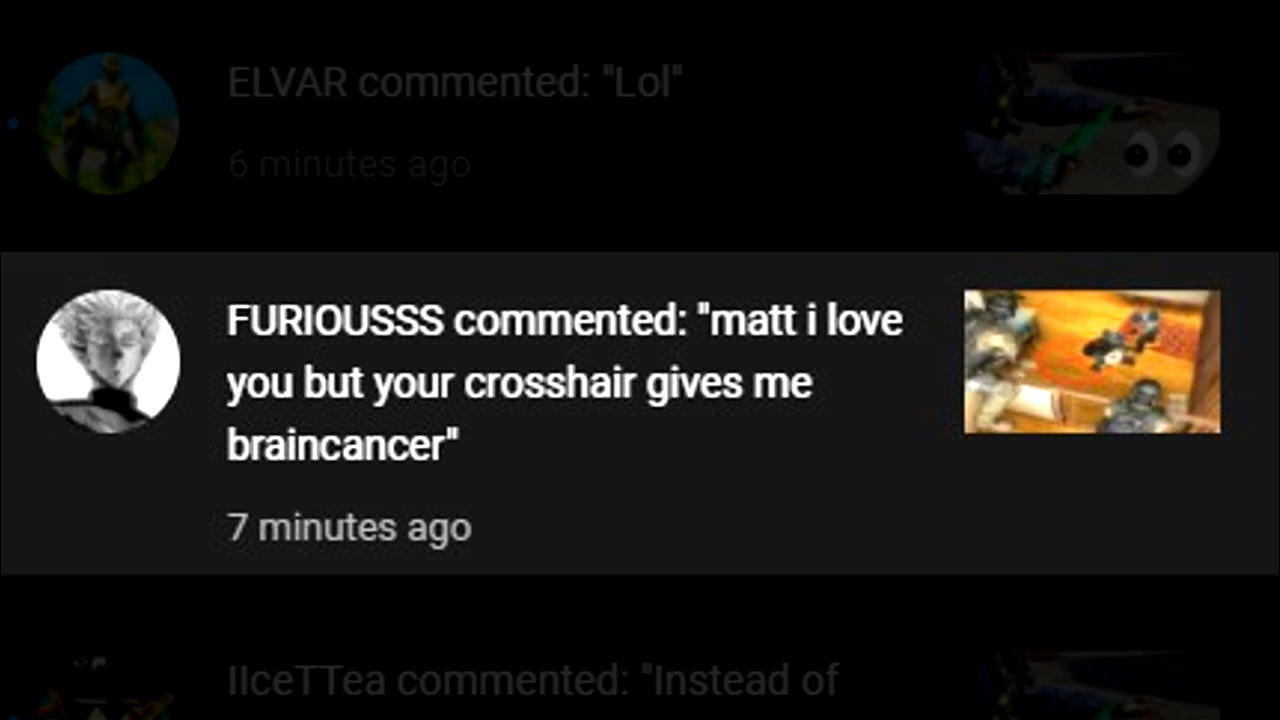 ELVAR commented: "Lol"
6 minutes ago
FURIOUSSS commented: "matt i love
you but your crosshair gives me
braincancer"
7 minutes ago
IIceTTea commented: "Instead of